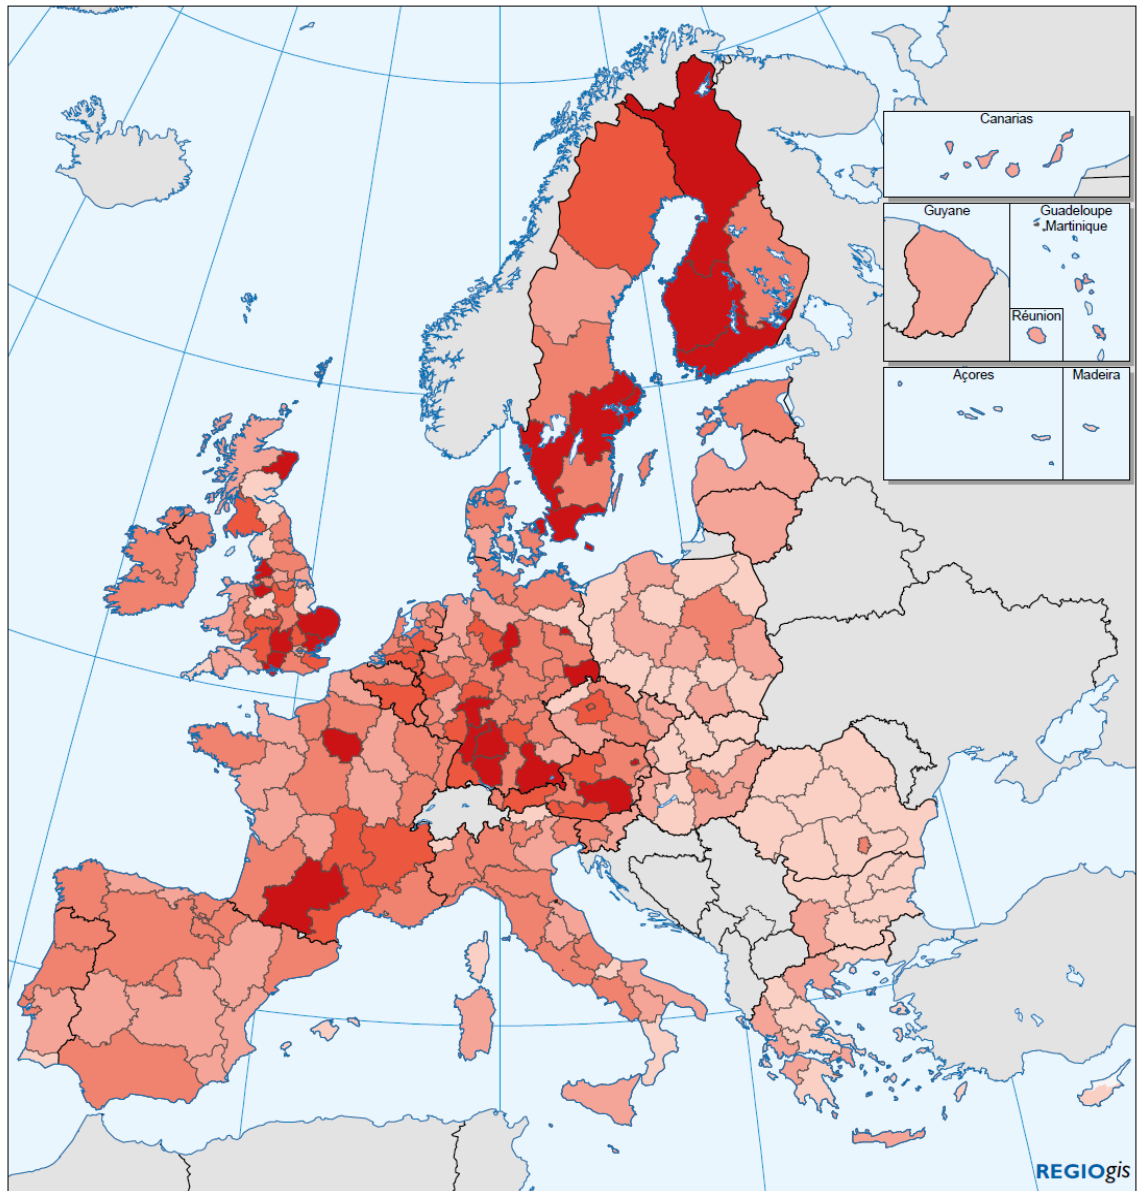 Canarias
Guyane
Guadeloupe
Martinique
Réunion
Açores
Madeira
REGIOgis